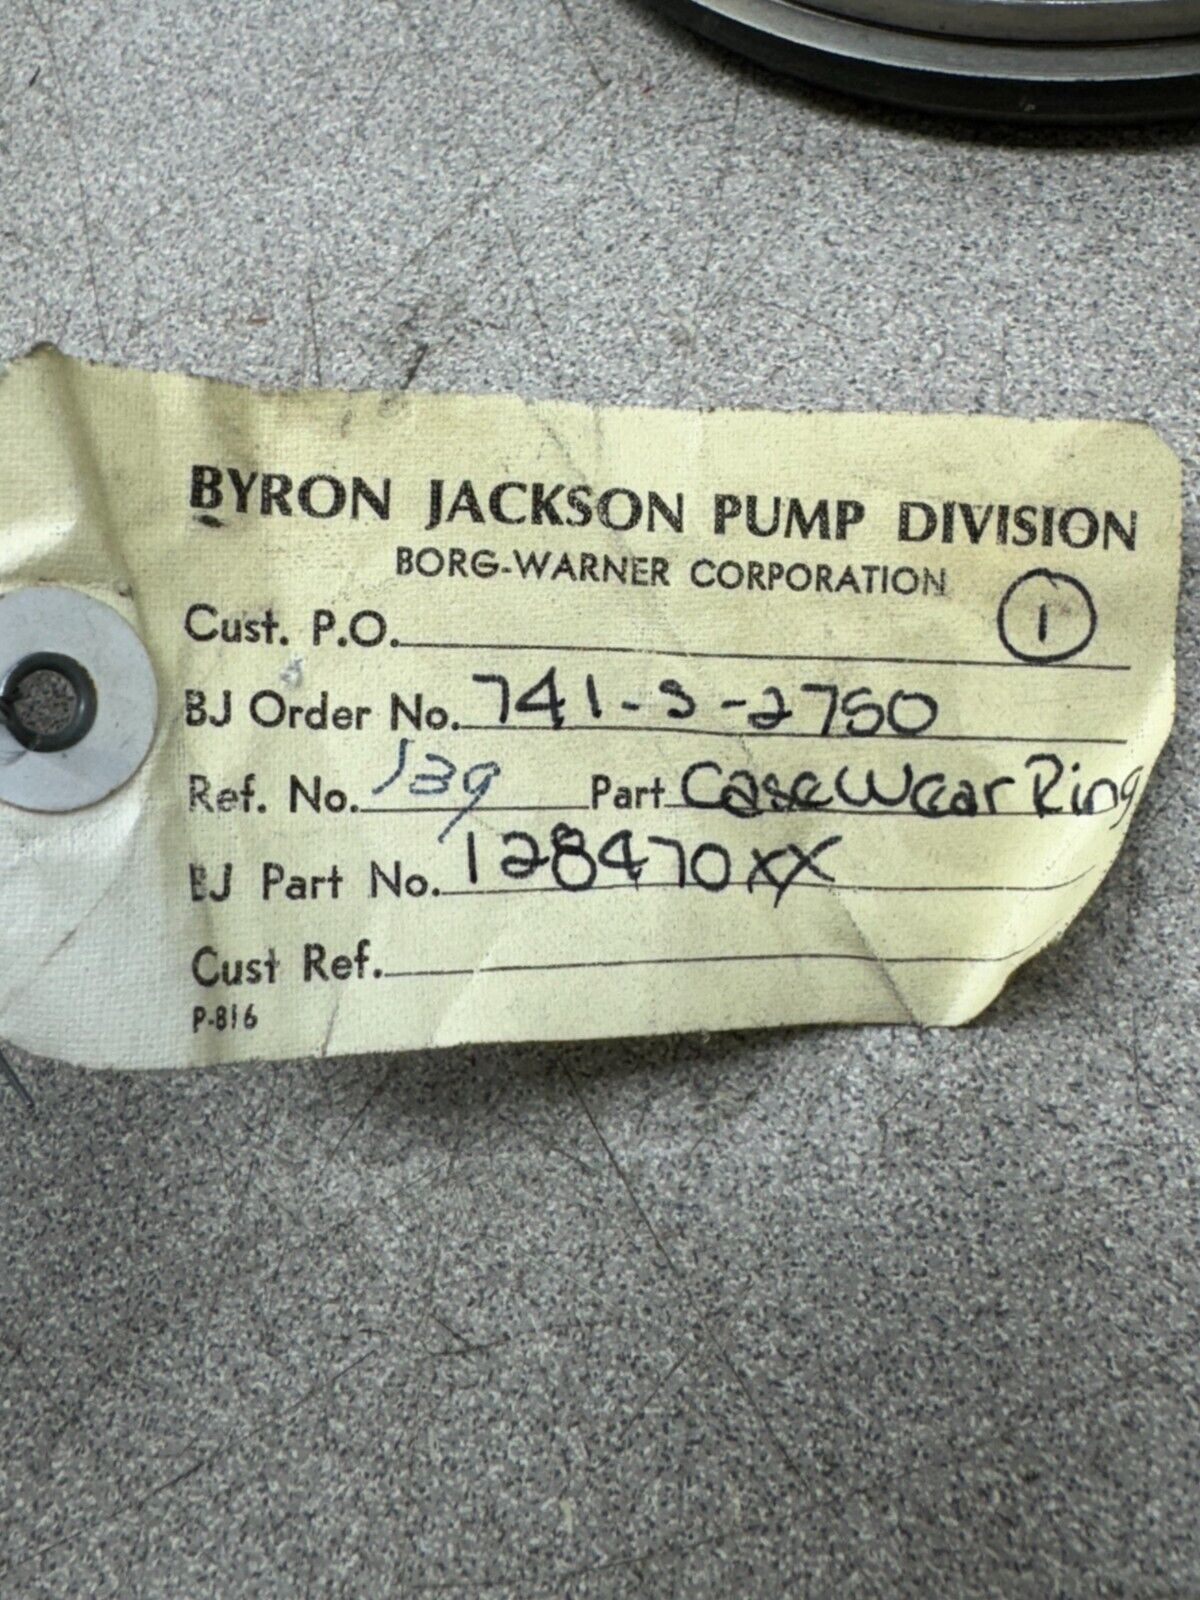 BYRON JACKSON PUMP DIVISION
BORG-WARNER CORPORATION
Cust. P.O. 1
BJ Order No. 741-S-2750
Ref. No. 139 Part Case Wear Ring
BJ Part No. 128470XX
Cust Ref.
P-816